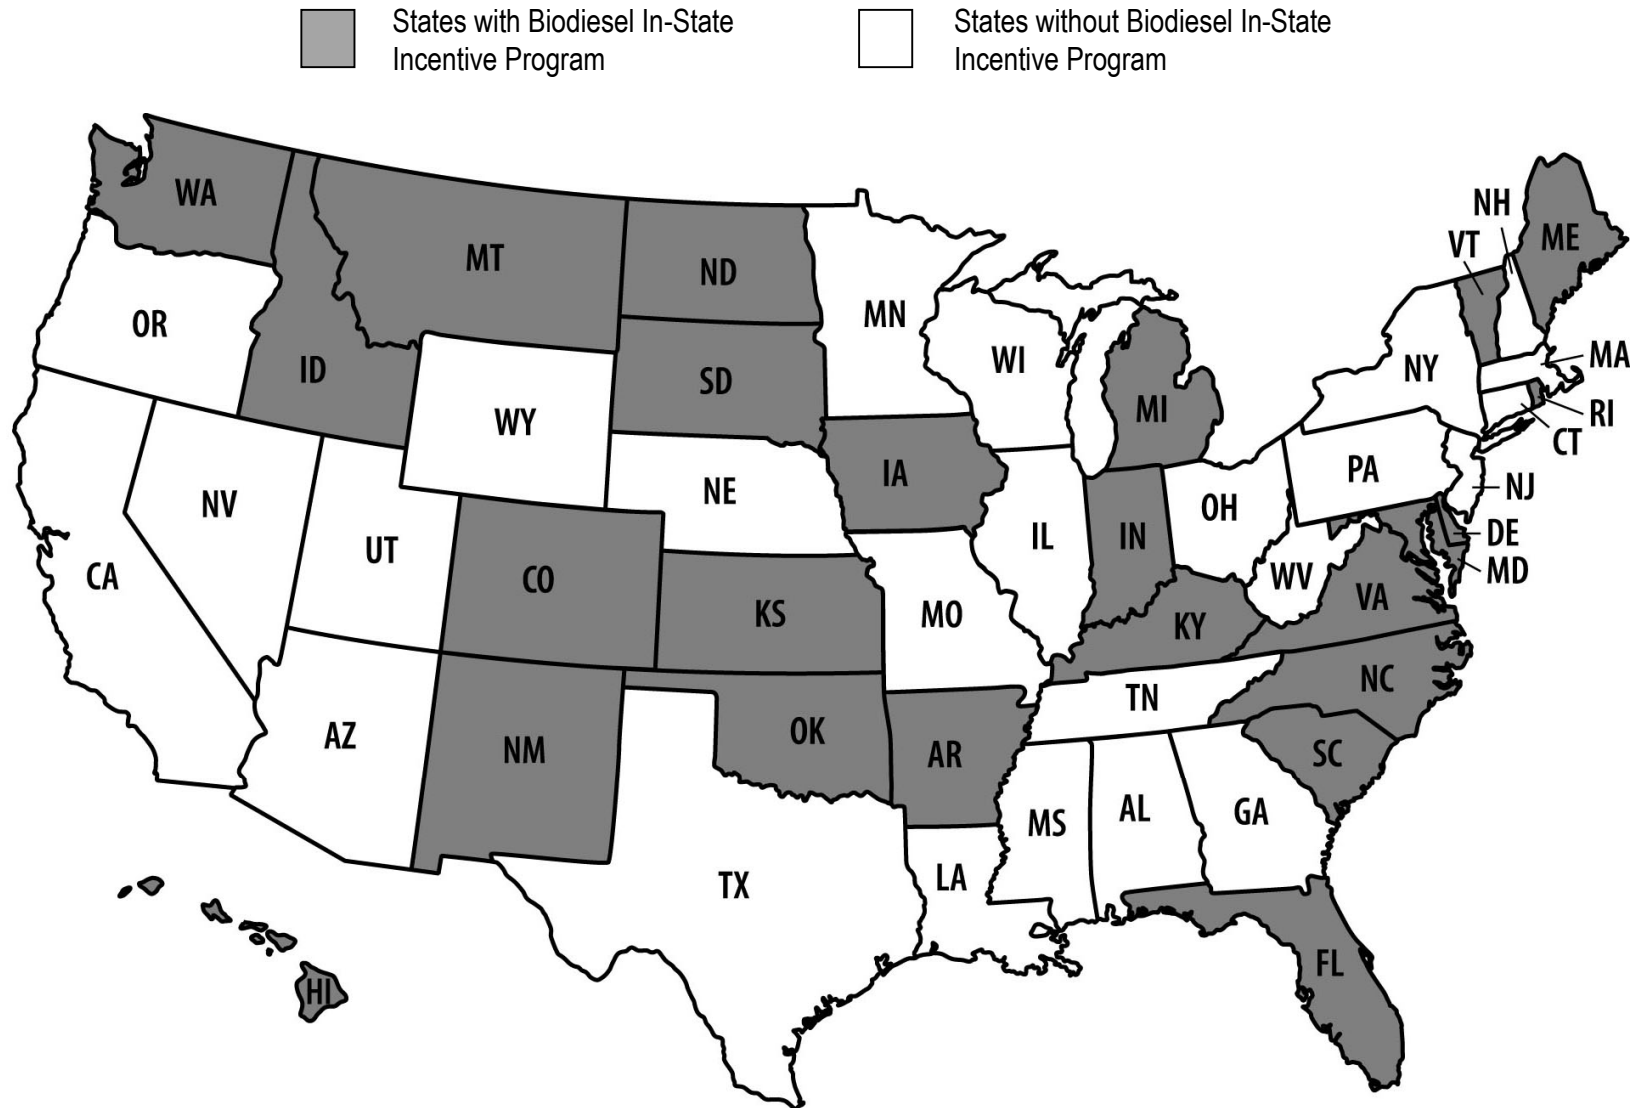 States with Biodiesel In-State
Incentive Program
States without Biodiesel In-State
Incentive Program
WA
MT
ND
MN
OR
ID
SD
WI
MI
NY
VT
NH
ME
MA
RI
CT
WY
IA
NE
PA
NJ
NV
UT
CO
CA
KS
MO
IL
IN
OH
WV
DE
MD
VA
KY
NC
TN
AZ
NM
OK
AR
SC
MS
AL
GA
TX
LA
FL
HI